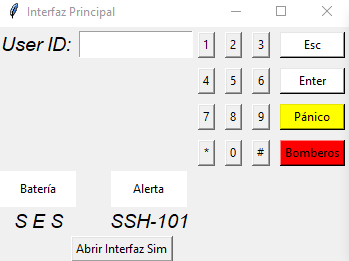 Interfaz Principal
User ID: 1 2 3 Esc
4 5 6 Enter
7 8 9 Pánico
* 0 # Bomberos
Batería Alerta
S E S SSH-101
Abrir Interfaz Sim